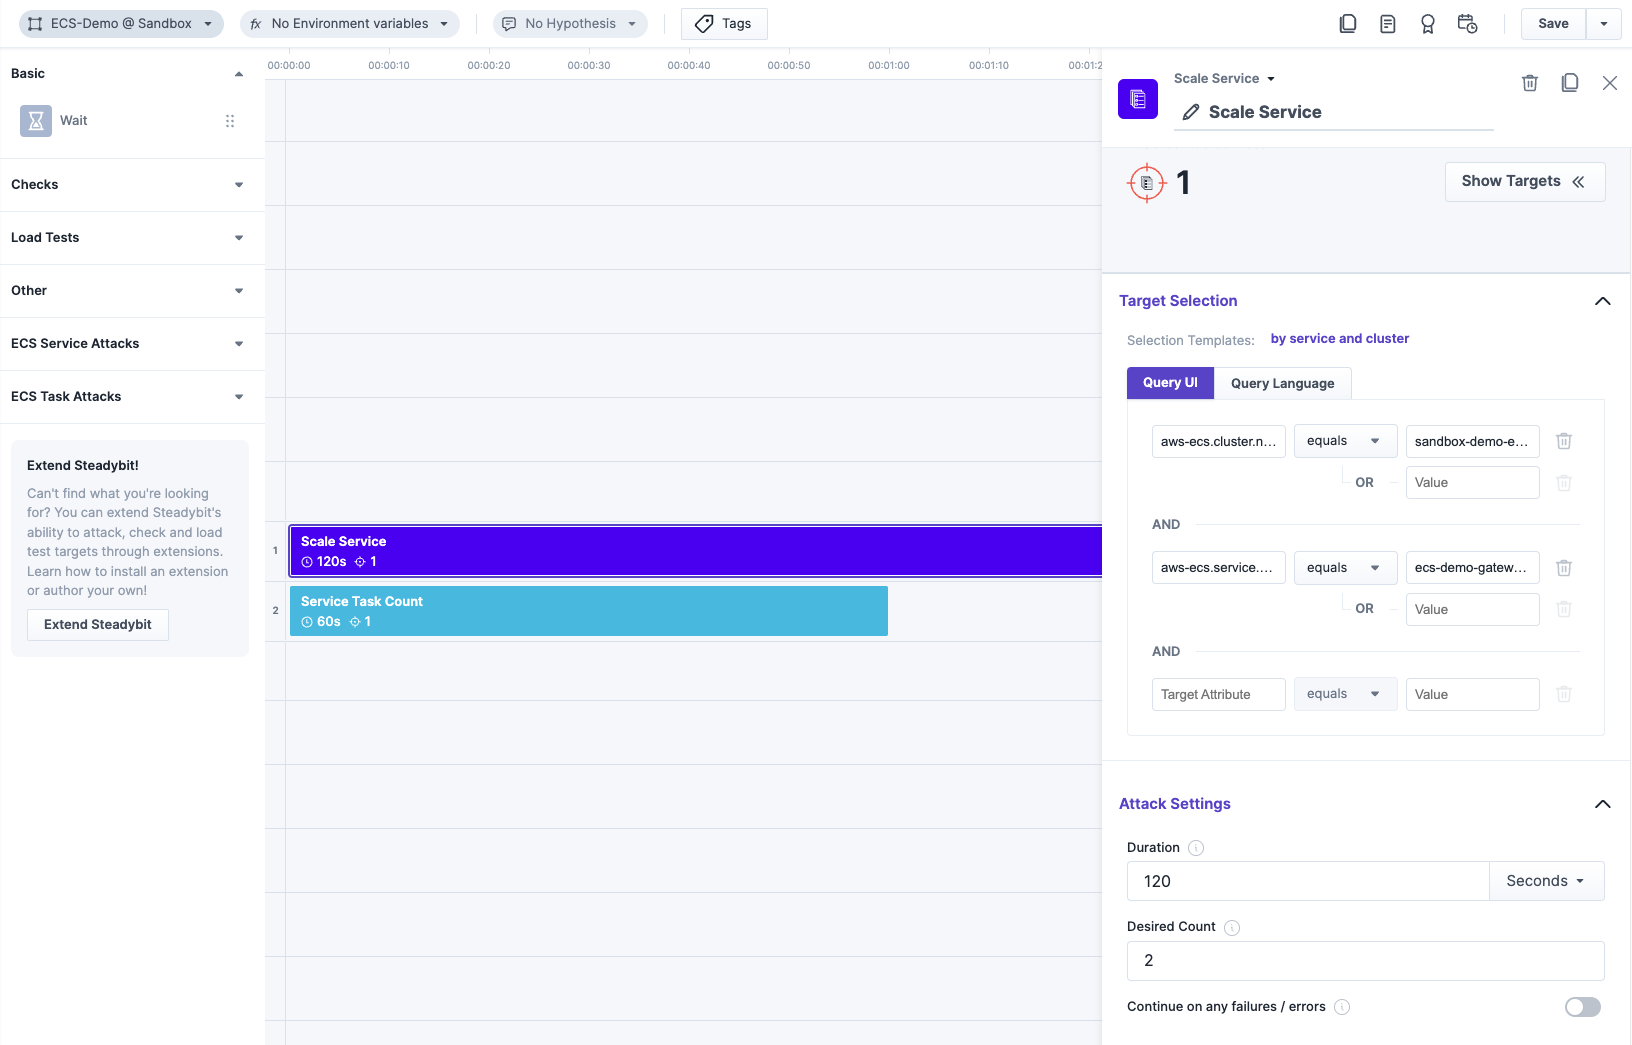 ECS-Demo @ Sandbox
No Environment variables
No Hypothesis
Tags
Save
Basic
Wait
Checks
Load Tests
Other
ECS Service Attacks
ECS Task Attacks
Extend Steadybit!
Can't find what you're looking
for? You can extend Steadybit's
ability to attack, check and load
test targets through extensions.
Learn how to install an extension
or author your own!
Extend Steadybit
00:00:00 00:00:10 00:00:20 00:00:30 00:00:40 00:00:50 00:01:00 00:01:10 00:01:2
1
Scale Service
120s 1
2
Service Task Count
60s 1
Scale Service
Scale Service
1
Show Targets
Target Selection
Selection Templates: by service and cluster
Query UI Query Language
aws-ecs.cluster.n... equals sandbox-demo-e...
OR Value
AND
aws-ecs.service.... equals ecs-demo-gatew...
OR Value
AND
Target Attribute equals Value
Attack Settings
Duration
120 Seconds
Desired Count
2
Continue on any failures / errors